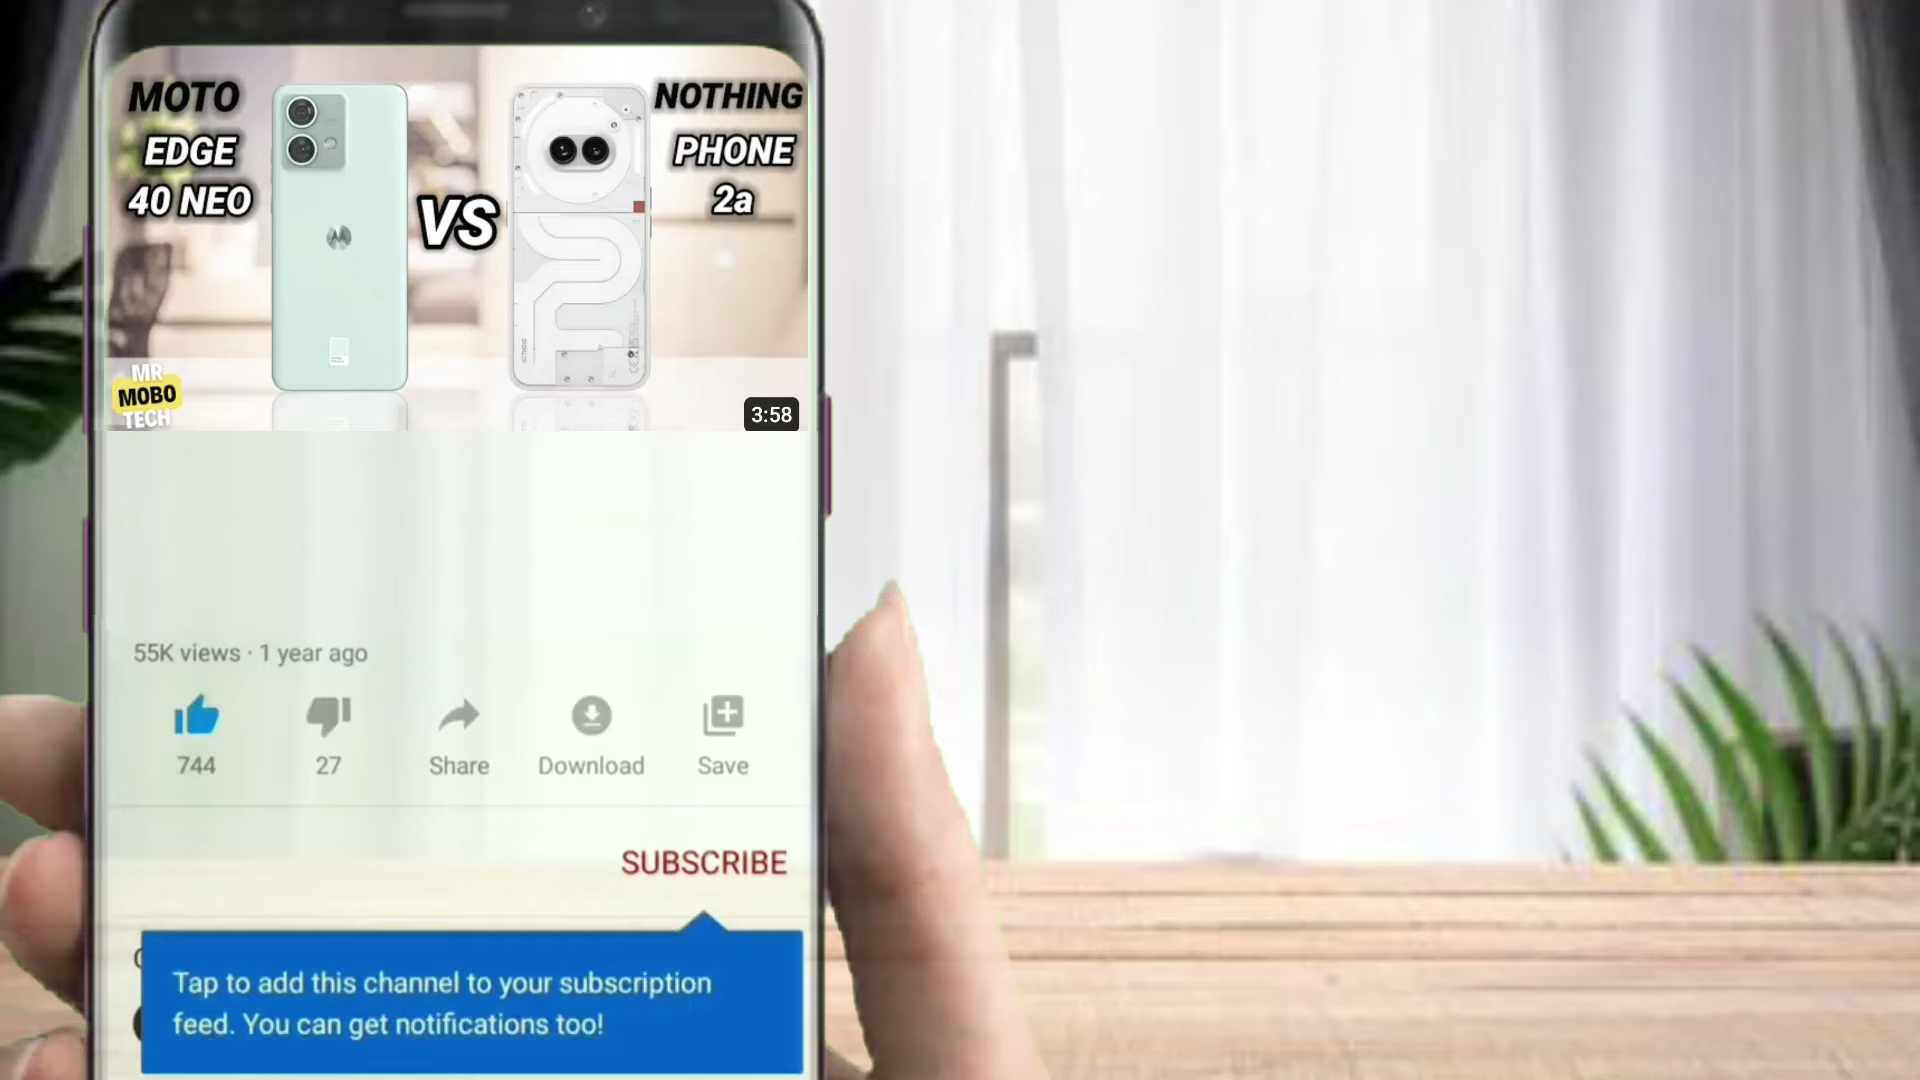 MOTO
EDGE
40 NEO
VS
NOTHING
PHONE
2a
MR
MOBO
TECH
3:58
55K views · 1 year ago
744
27
Share
Download
Save
SUBSCRIBE
Tap to add this channel to your subscription
feed. You can get notifications too!